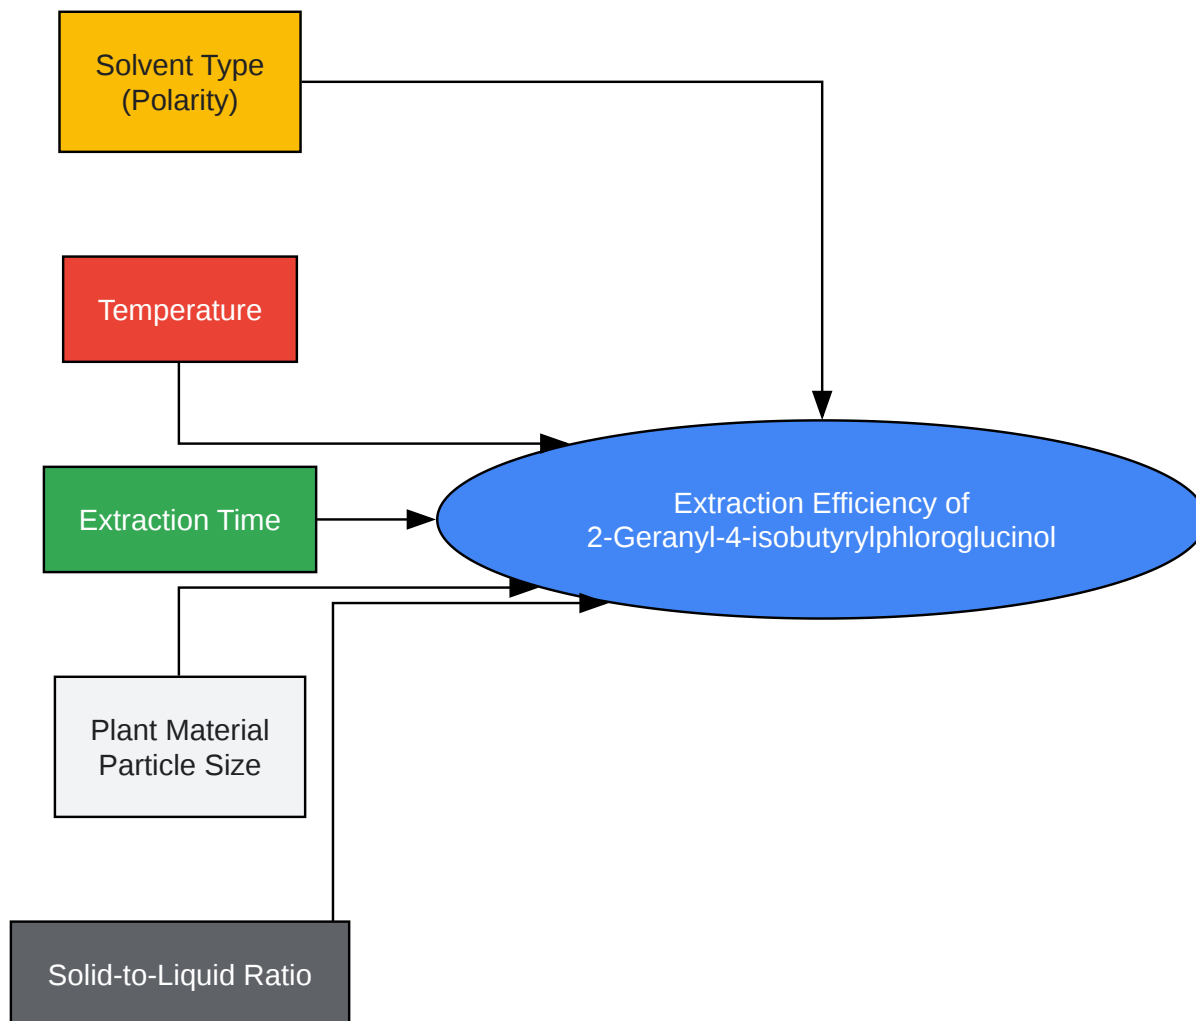 Solvent Type
(Polarity)
Temperature
Extraction Time
Extraction Efficiency of
2-Geranyl-4-isobutyrylphloroglucinol
Plant Material
Particle Size
Solid-to-Liquid Ratio